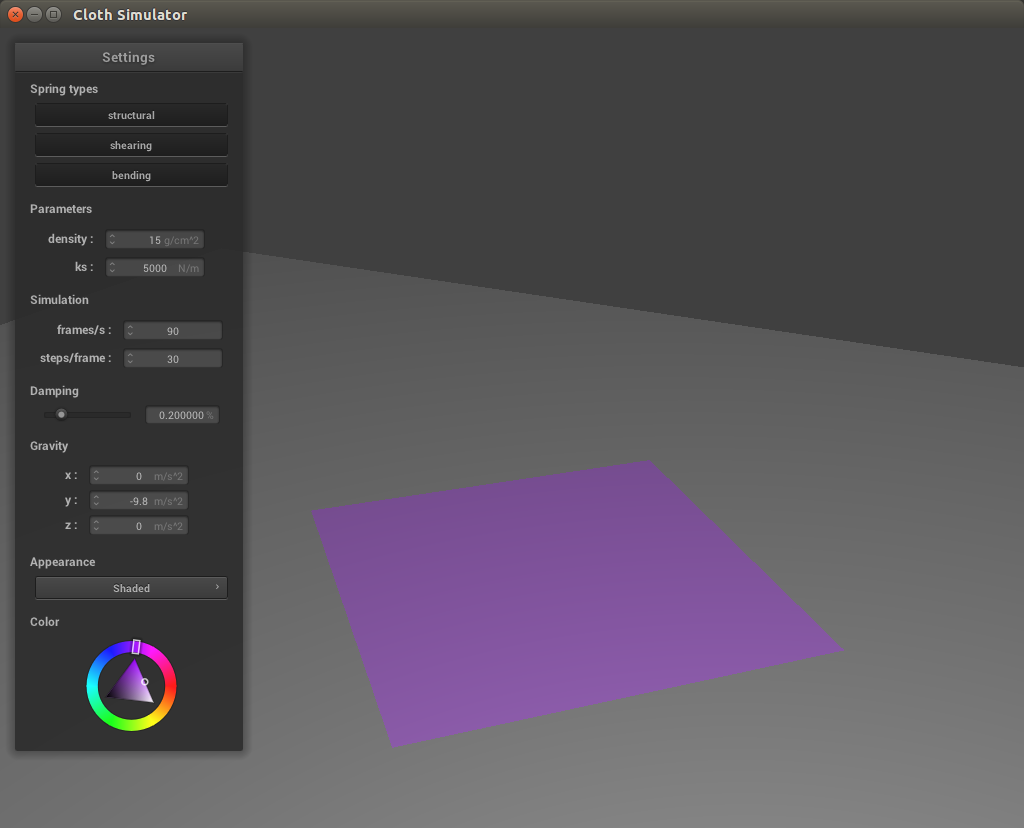 Cloth Simulator
Settings
Spring types
structural
shearing
bending
Parameters
density : 15 g/cm^2
ks : 5000 N/m
Simulation
frames/s : 90
steps/frame : 30
Damping
0.200000 %
Gravity
x : 0 m/s^2
y : -9.8 m/s^2
z : 0 m/s^2
Appearance
Shaded
Color